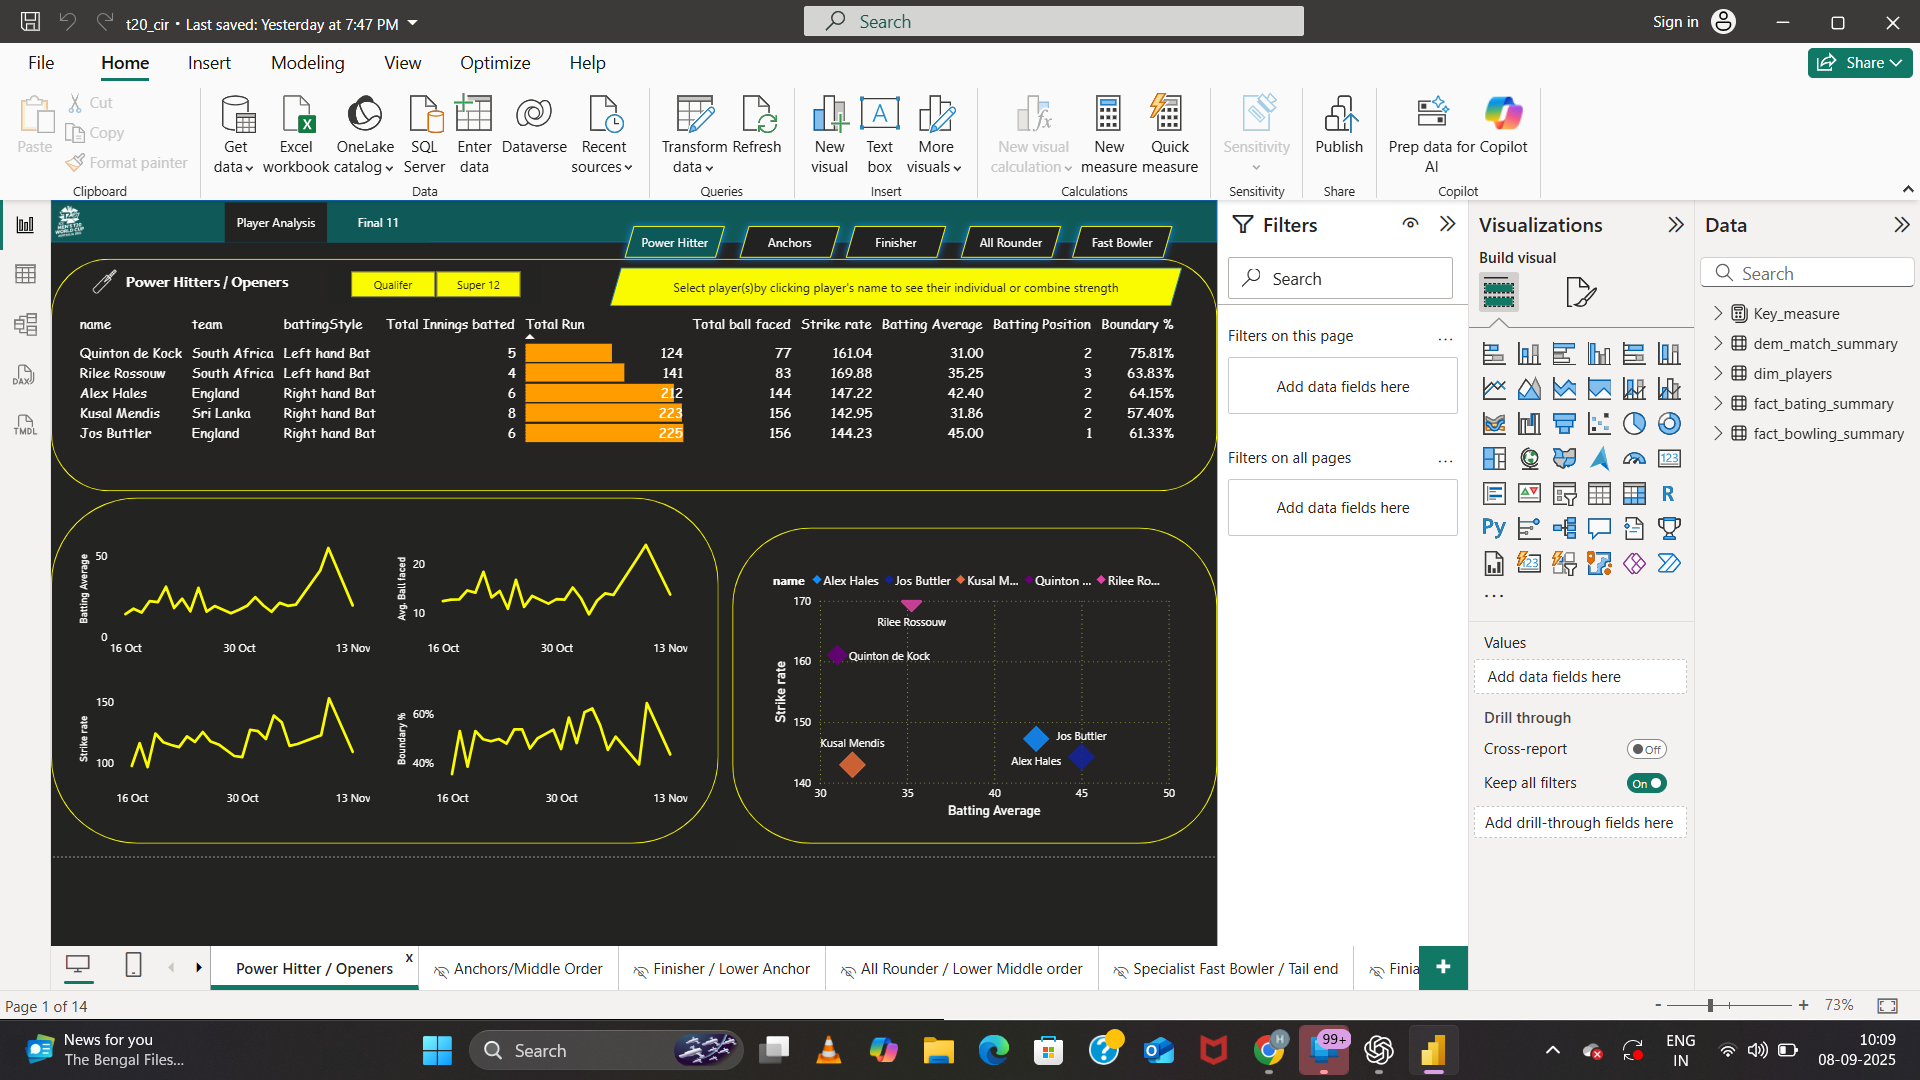 t20_cir • Last saved: Yesterday at 7:47 PM
Search
Sign in
File Home Insert Modeling View Optimize Help
Share
Paste
Cut
Copy
Format painter
Clipboard
Get data
Excel workbook
OneLake catalog
SQL Server
Enter data
Dataverse
Recent sources
Data
Transform data
Refresh
Queries
New visual
Text box
More visuals
Insert
New visual calculation
New measure
Quick measure
Calculations
Sensitivity
Sensitivity
Publish
Share
Prep data for AI
Copilot
Copilot
Player Analysis
Final 11
Power Hitter
Anchors
Finisher
All Rounder
Fast Bowler
Power Hitters / Openers
Qualifer
Super 12
Select player(s)by clicking player's name to see their individual or combine strength
name team battingStyle Total Innings batted Total Run Total ball faced Strike rate Batting Average Batting Position Boundary %
Quinton de Kock South Africa Left hand Bat 5 124 77 161.04 31.00 2 75.81%
Rilee Rossouw South Africa Left hand Bat 4 141 83 169.88 35.25 3 63.83%
Alex Hales England Right hand Bat 6 212 144 147.22 42.40 2 64.15%
Kusal Mendis Sri Lanka Right hand Bat 8 223 156 142.95 31.86 2 57.40%
Jos Buttler England Right hand Bat 6 225 156 144.23 45.00 1 61.33%
Batting Average
50
0
16 Oct 30 Oct 13 Nov
Avg. Ball faced
20
10
16 Oct 30 Oct 13 Nov
Strike rate
150
100
16 Oct 30 Oct 13 Nov
Boundary %
60%
40%
16 Oct 30 Oct 13 Nov
name Alex Hales Jos Buttler Kusal M... Quinton ... Rilee Ro...
Strike rate
170
160
150
140
Rilee Rossouw
Quinton de Kock
Kusal Mendis
Jos Buttler
Alex Hales
30 35 40 45 50
Batting Average
Filters
Search
Filters on this page ...
Add data fields here
Filters on all pages ...
Add data fields here
Visualizations
Build visual
123
R
Py
123
...
Values
Add data fields here
Drill through
Cross-report Off
Keep all filters On
Add drill-through fields here
Data
Search
Key_measure
dem_match_summary
dim_players
fact_bating_summary
fact_bowling_summary
DAX
TMDL
Power Hitter / Openers x
Anchors/Middle Order
Finisher / Lower Anchor
All Rounder / Lower Middle order
Specialist Fast Bowler / Tail end
Finia
+
Page 1 of 14
- + 73%
News for you
The Bengal Files...
Search
99+
H
ENG
IN
10:09
08-09-2025